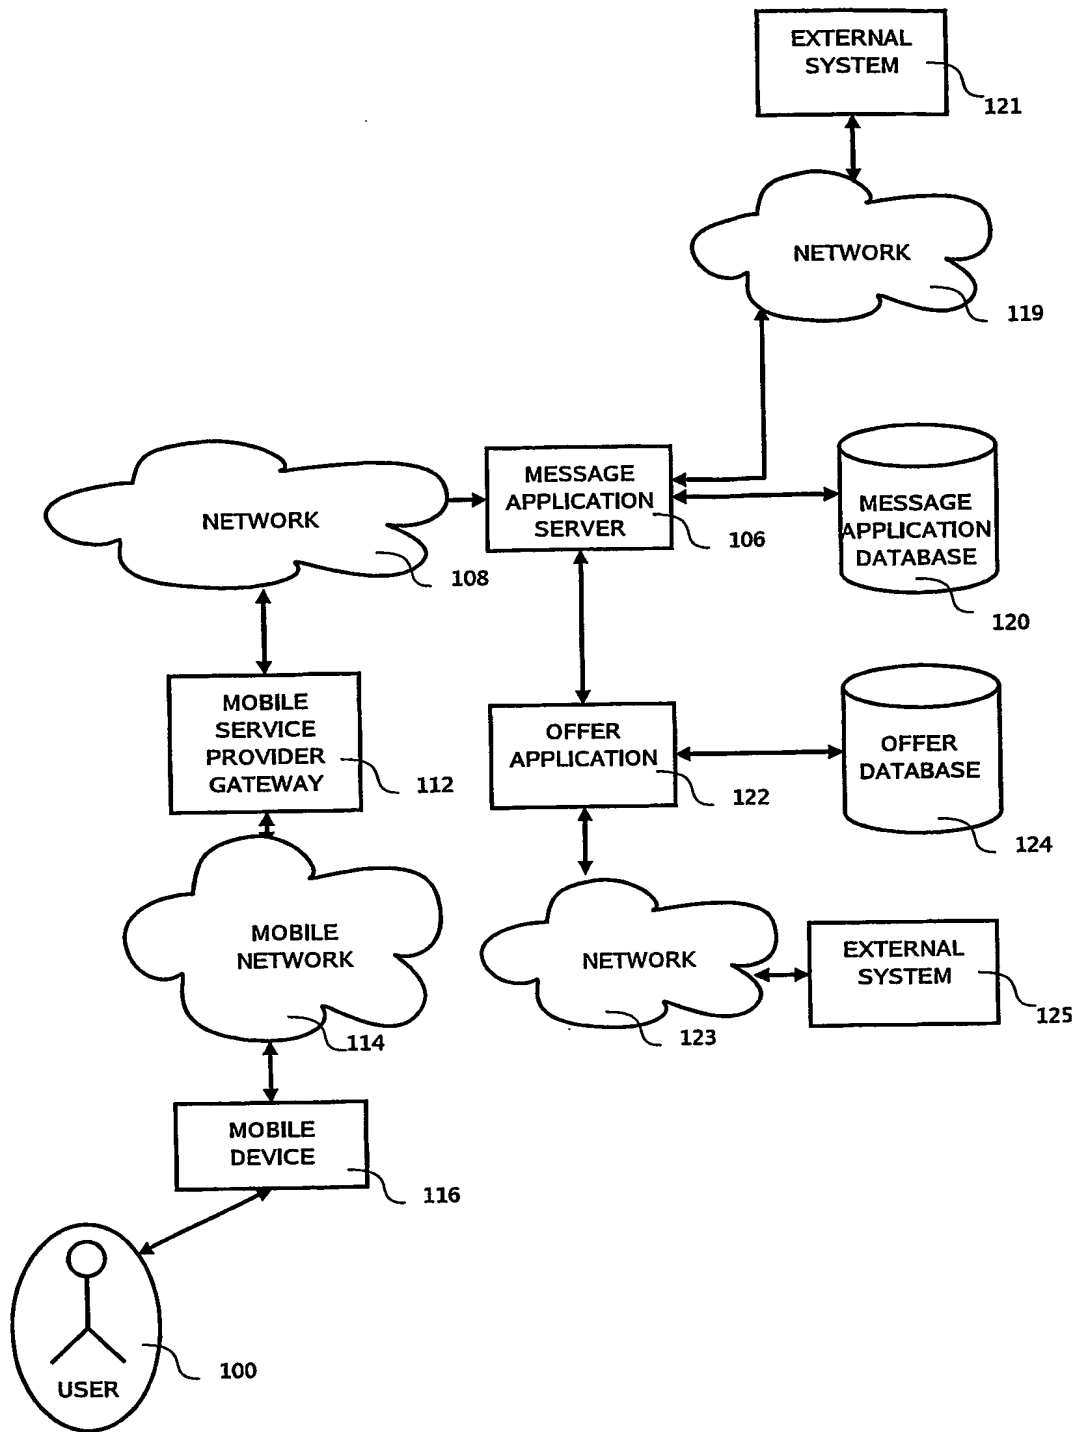 EXTERNAL
SYSTEM
121
NETWORK
119
MESSAGE
APPLICATION
SERVER
106
MESSAGE
APPLICATION
DATABASE
120
NETWORK
108
MOBILE
SERVICE
PROVIDER
GATEWAY
112
OFFER
APPLICATION
122
OFFER
DATABASE
124
MOBILE
NETWORK
114
NETWORK
123
EXTERNAL
SYSTEM
125
MOBILE
DEVICE
116
USER
100